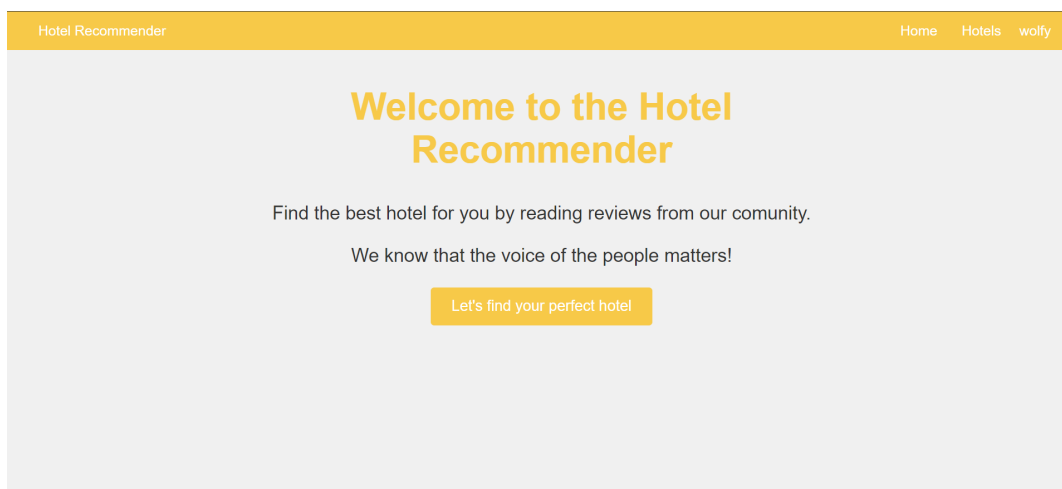 Hotel Recommender
Home
Hotels
wolfy
Welcome to the Hotel
Recommender
Find the best hotel for you by reading reviews from our comunity.
We know that the voice of the people matters!
Let's find your perfect hotel